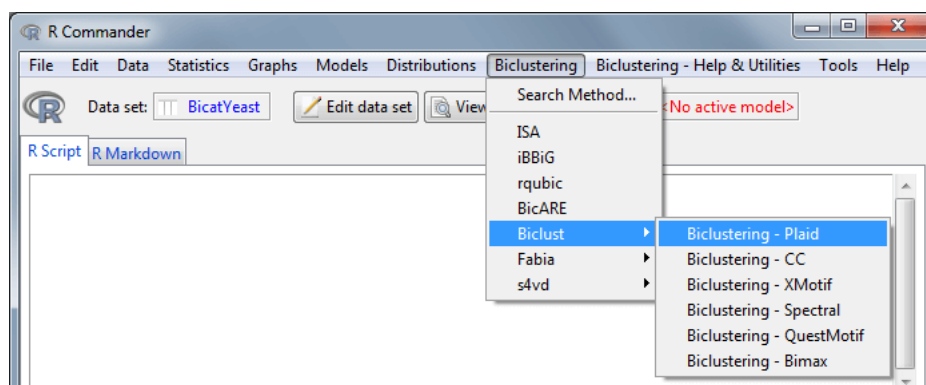 R Commander
File Edit Data Statistics Graphs Models Distributions Biclustering Biclustering - Help & Utilities Tools Help
R Data set: BicatYeast Edit data set View <No active model>
R Script R Markdown
Search Method...
ISA
iBBiG
rqubic
BicARE
Biclust
Fabia
s4vd
Biclustering - Plaid
Biclustering - CC
Biclustering - XMotif
Biclustering - Spectral
Biclustering - QuestMotif
Biclustering - Bimax